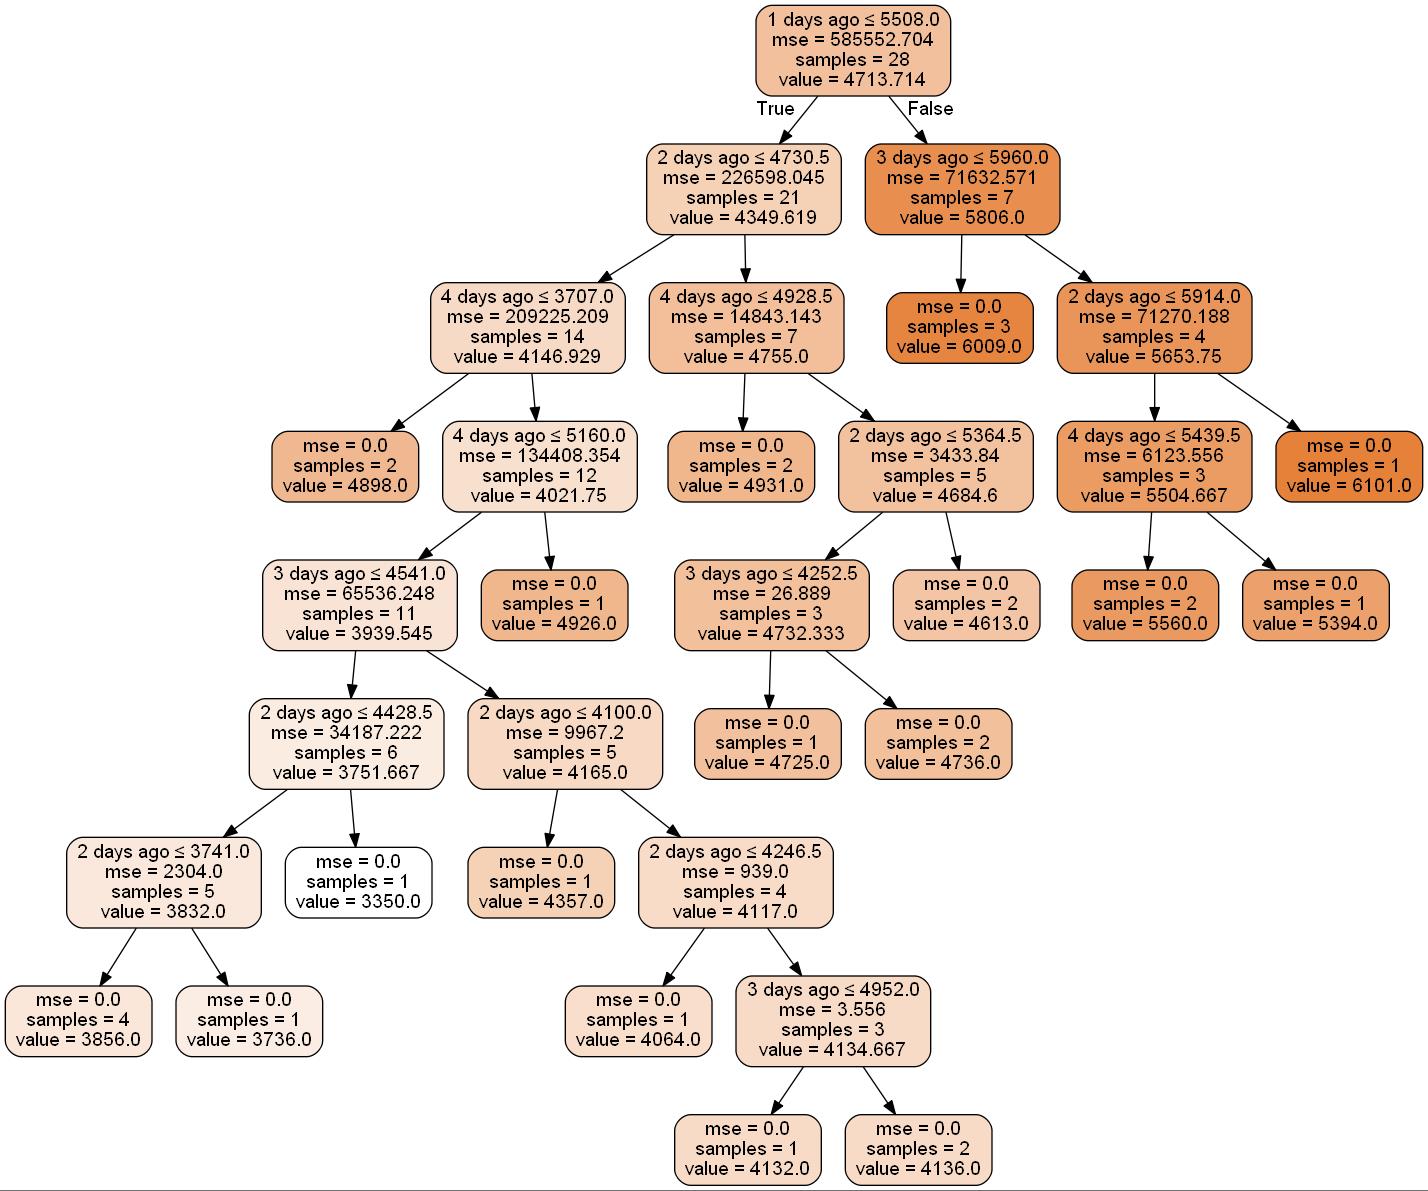 1 days ago ≤ 5508.0
mse = 585552.704
samples = 28
value = 4713.714
True
False
2 days ago ≤ 4730.5
mse = 226598.045
samples = 21
value = 4349.619
3 days ago ≤ 5960.0
mse = 71632.571
samples = 7
value = 5806.0
4 days ago ≤ 3707.0
mse = 209225.209
samples = 14
value = 4146.929
4 days ago ≤ 4928.5
mse = 14843.143
samples = 7
value = 4755.0
mse = 0.0
samples = 3
value = 6009.0
2 days ago ≤ 5914.0
mse = 71270.188
samples = 4
value = 5653.75
mse = 0.0
samples = 2
value = 4898.0
4 days ago ≤ 5160.0
mse = 134408.354
samples = 12
value = 4021.75
mse = 0.0
samples = 2
value = 4931.0
2 days ago ≤ 5364.5
mse = 3433.84
samples = 5
value = 4684.6
4 days ago ≤ 5439.5
mse = 6123.556
samples = 3
value = 5504.667
mse = 0.0
samples = 1
value = 6101.0
3 days ago ≤ 4541.0
mse = 65536.248
samples = 11
value = 3939.545
mse = 0.0
samples = 1
value = 4926.0
3 days ago ≤ 4252.5
mse = 26.889
samples = 3
value = 4732.333
mse = 0.0
samples = 2
value = 4613.0
mse = 0.0
samples = 2
value = 5560.0
mse = 0.0
samples = 1
value = 5394.0
2 days ago ≤ 4428.5
mse = 34187.222
samples = 6
value = 3751.667
2 days ago ≤ 4100.0
mse = 9967.2
samples = 5
value = 4165.0
mse = 0.0
samples = 1
value = 4725.0
mse = 0.0
samples = 2
value = 4736.0
2 days ago ≤ 3741.0
mse = 2304.0
samples = 5
value = 3832.0
mse = 0.0
samples = 1
value = 3350.0
mse = 0.0
samples = 1
value = 4357.0
2 days ago ≤ 4246.5
mse = 939.0
samples = 4
value = 4117.0
mse = 0.0
samples = 4
value = 3856.0
mse = 0.0
samples = 1
value = 3736.0
mse = 0.0
samples = 1
value = 4064.0
3 days ago ≤ 4952.0
mse = 3.556
samples = 3
value = 4134.667
mse = 0.0
samples = 1
value = 4132.0
mse = 0.0
samples = 2
value = 4136.0